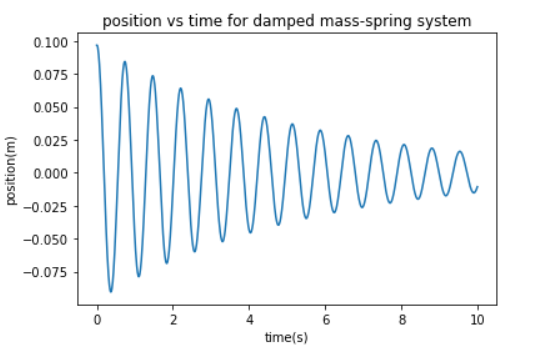 position vs time for damped mass-spring system
0.100
0.075
0.050
0.025
0.000
−0.025
−0.050
−0.075
position(m)
0 2 4 6 8 10
time(s)